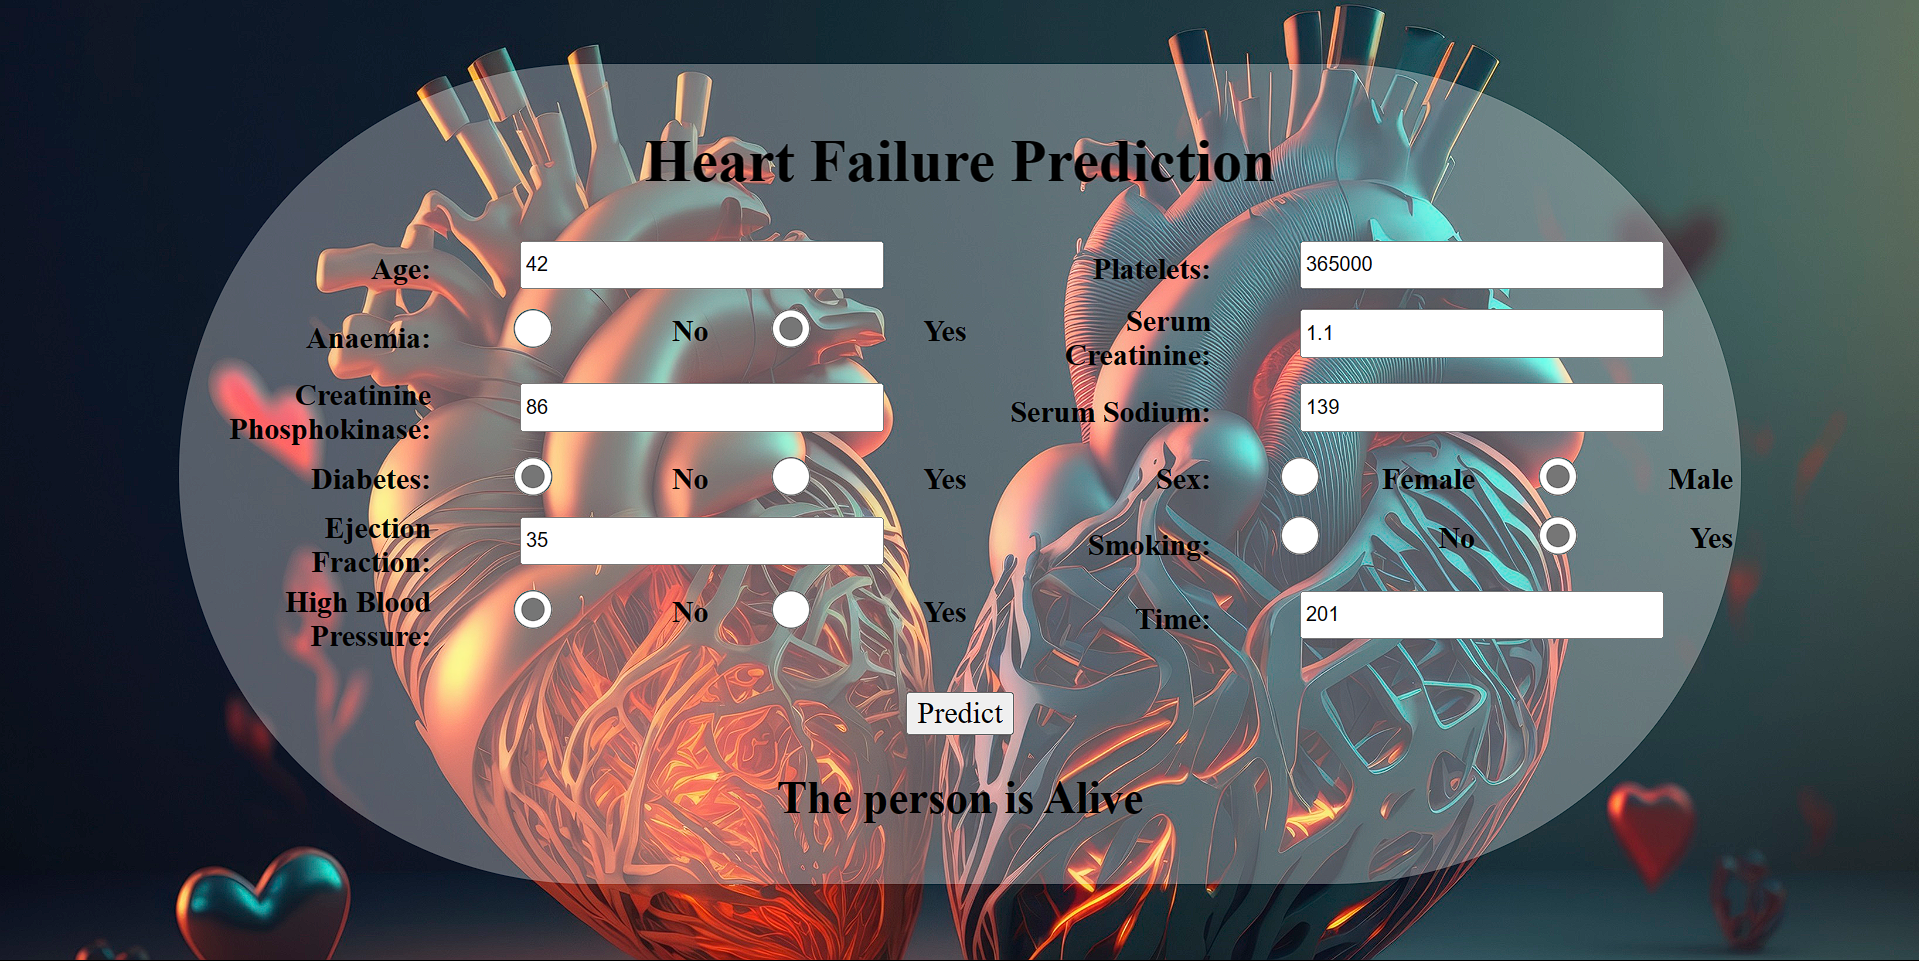 Heart Failure Prediction
Age: 42
Anaemia: No Yes
Creatinine
Phosphokinase: 86
Diabetes: No Yes
Ejection
Fraction: 35
High Blood
Pressure: No Yes
Platelets: 365000
Serum
Creatinine: 1.1
Serum Sodium: 139
Sex: Female Male
Smoking: No Yes
Time: 201
Predict
The person is Alive